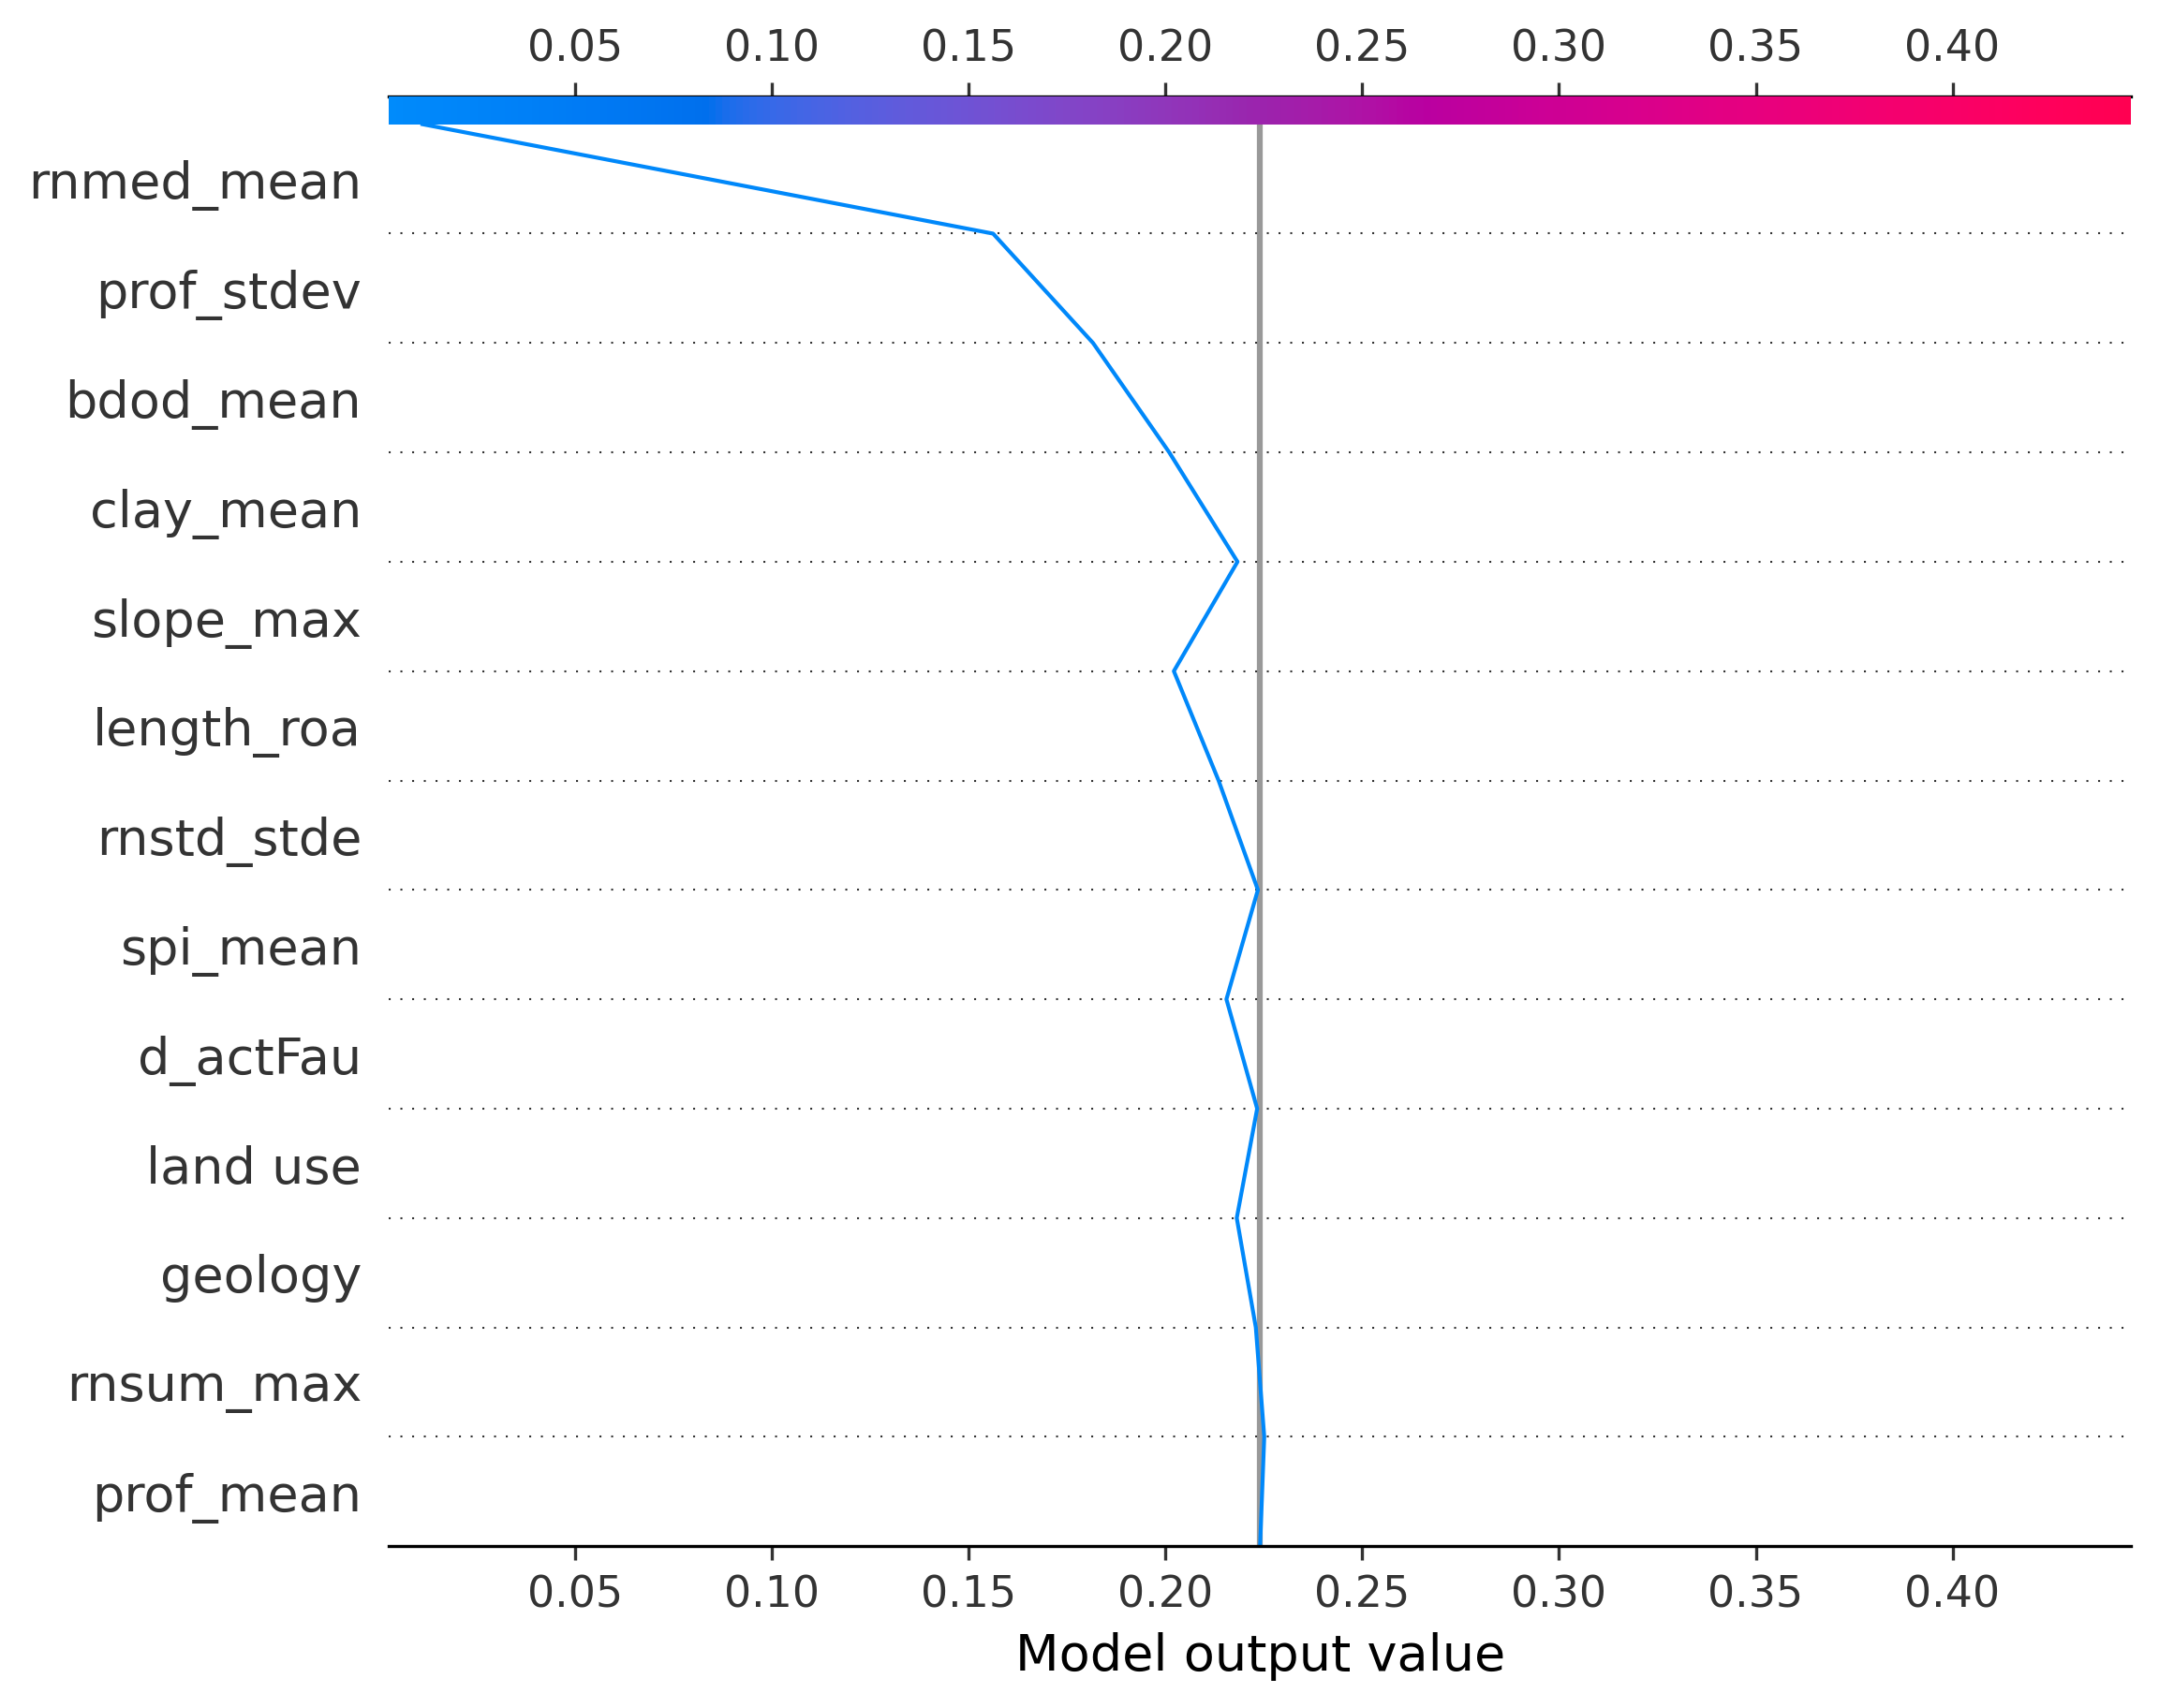 0.05 0.10 0.15 0.20 0.25 0.30 0.35 0.40
rnmed_mean
prof_stdev
bdod_mean
clay_mean
slope_max
length_roa
rnstd_stde
spi_mean
d_actFau
land use
geology
rnsum_max
prof_mean
0.05 0.10 0.15 0.20 0.25 0.30 0.35 0.40
Model output value